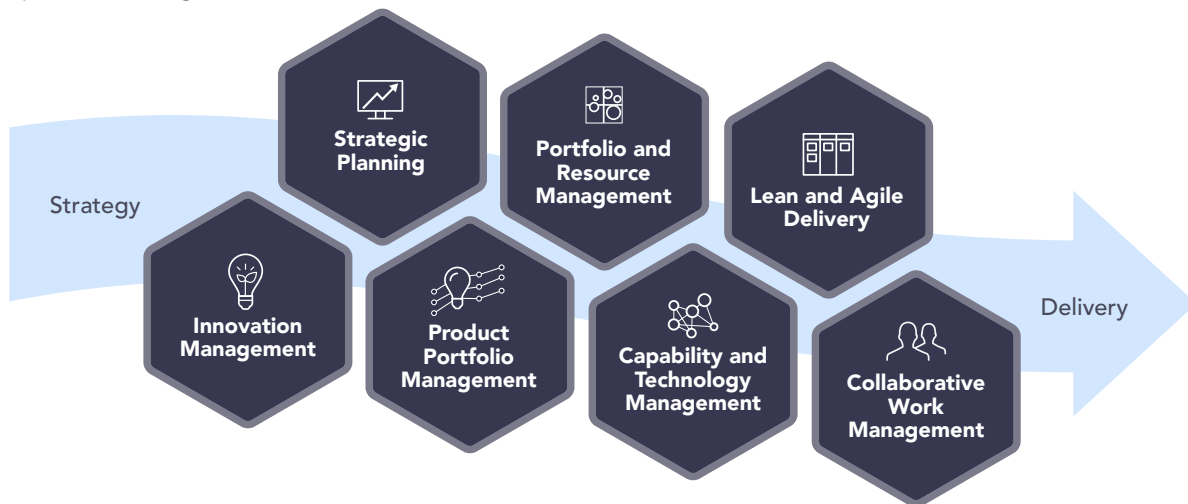 Strategy
Strategic
Planning
Portfolio and
Resource
Management
Lean and Agile
Delivery
Innovation
Management
Product
Portfolio
Management
Capability and
Technology
Management
Collaborative
Work
Management
Delivery